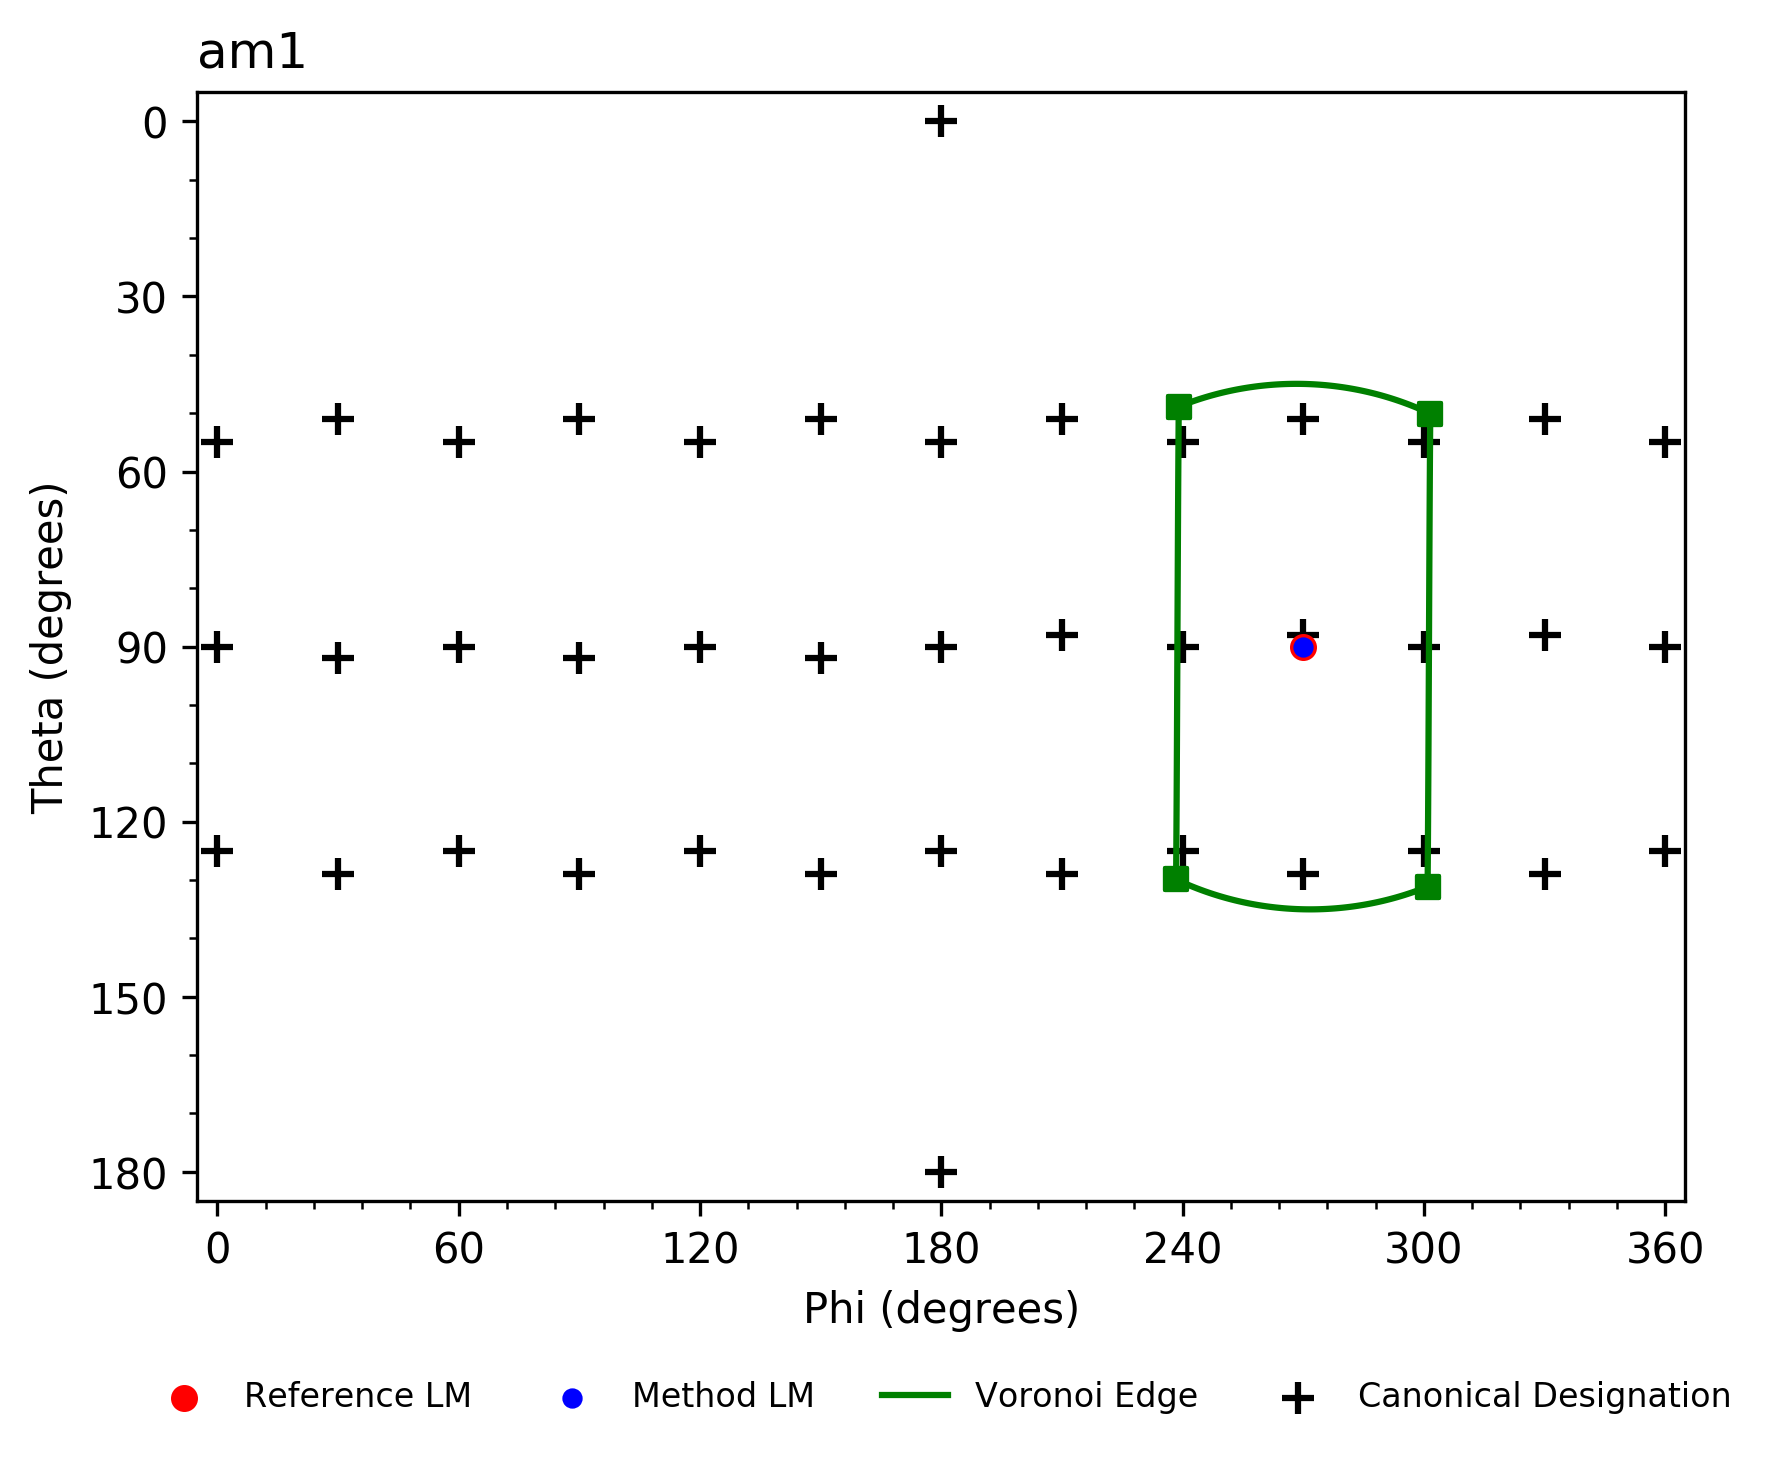 am1
0
30
60
90
120
150
180
Theta (degrees)
0 60 120 180 240 300 360
Phi (degrees)
Reference LM Method LM Voronoi Edge Canonical Designation